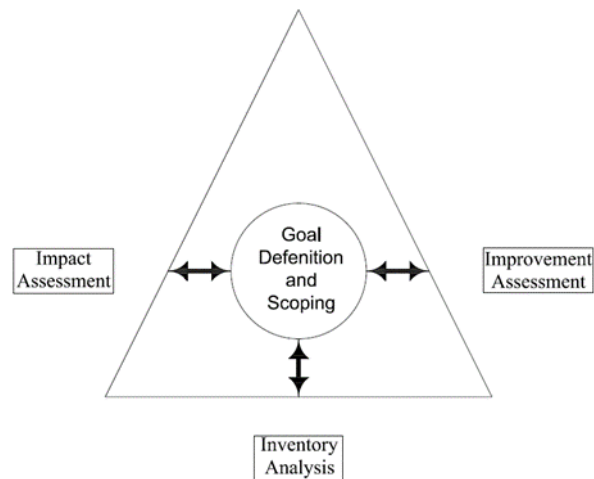 Goal
Defenition
and
Scoping
Impact
Assessment
Improvement
Assessment
Inventory
Analysis